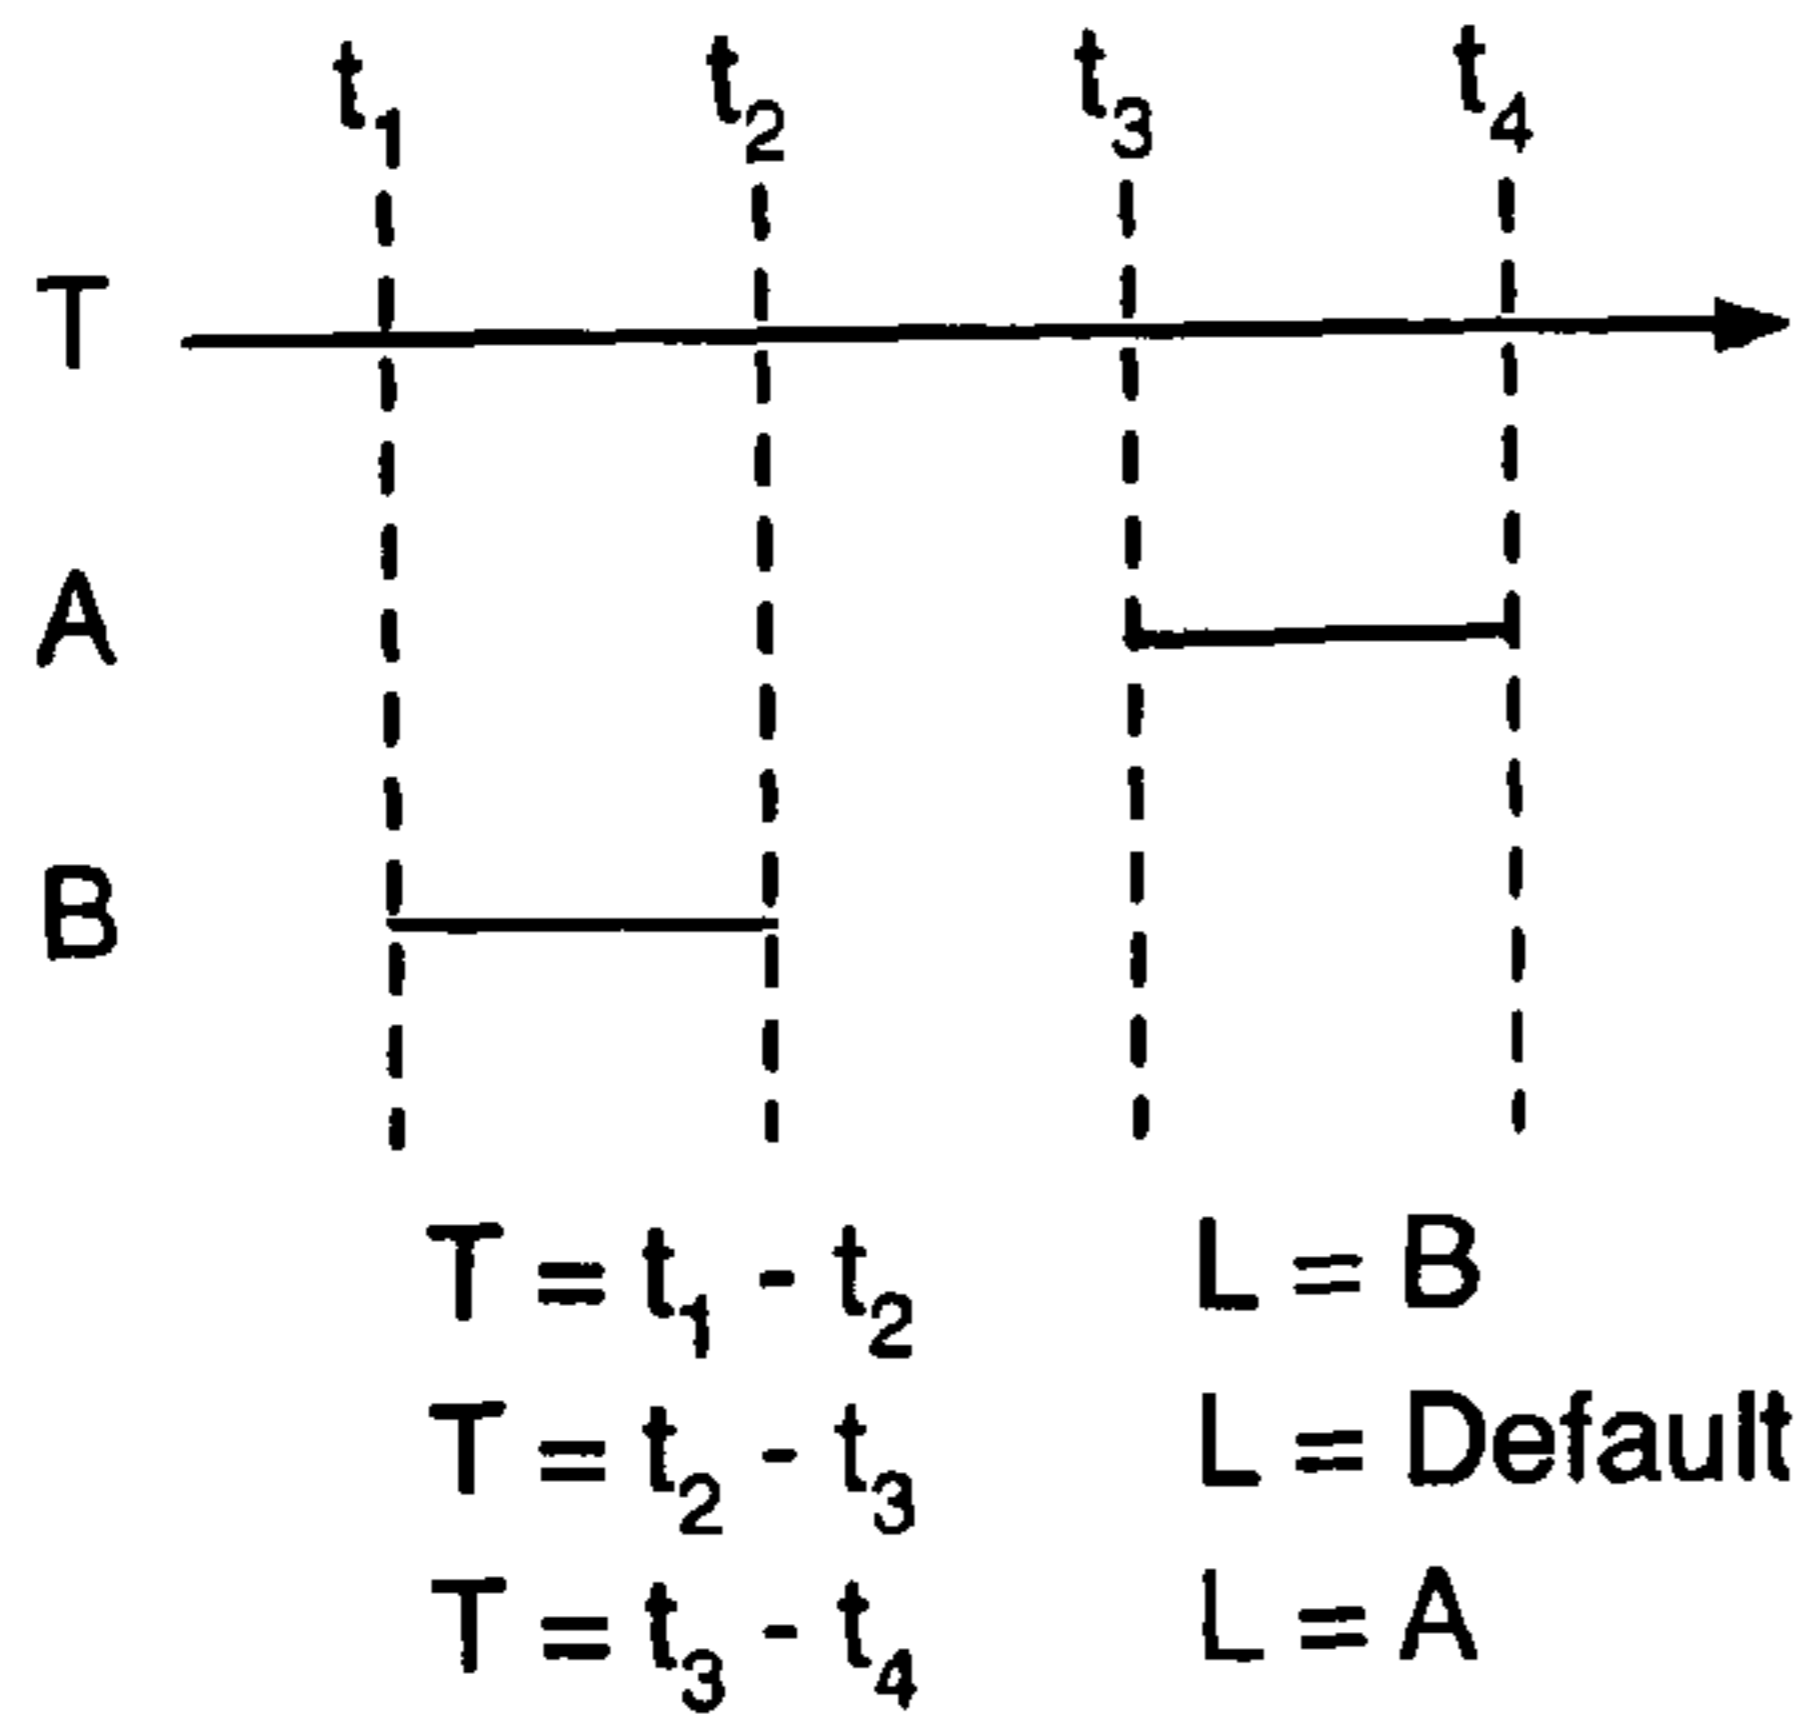 t₁ t₂ t₃ t₄
T
A
B
T = t₁ - t₂ L = B
T = t₂ - t₃ L = Default
T = t₃ - t₄ L = A